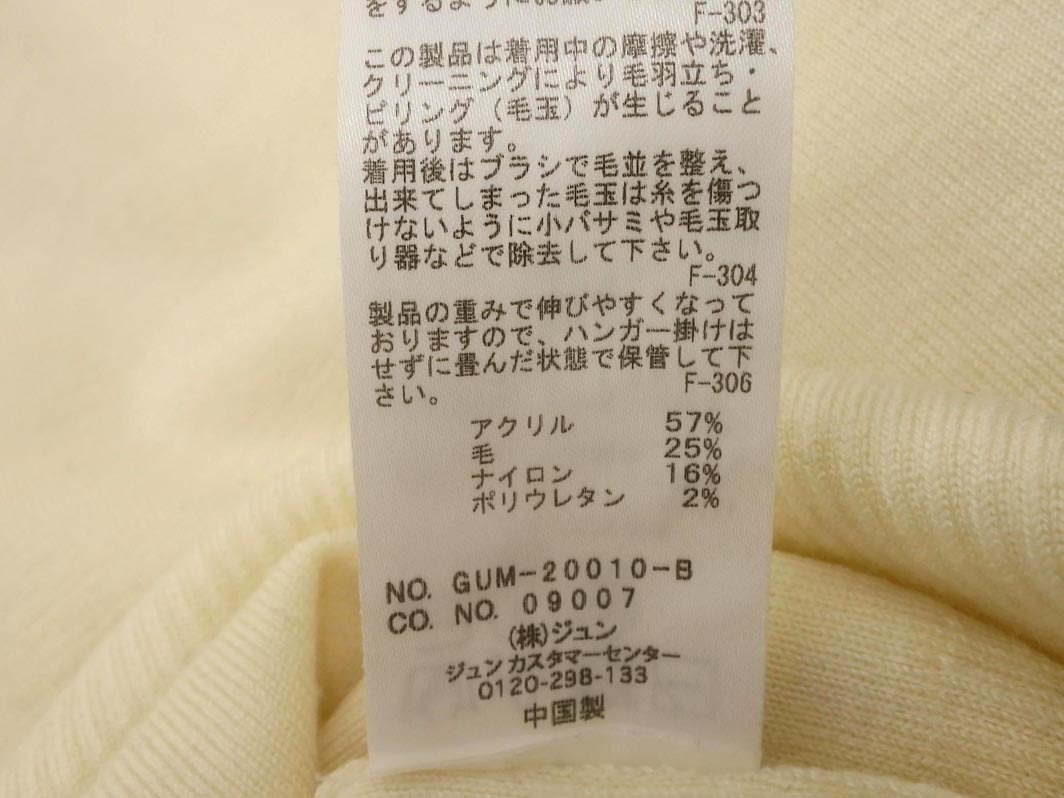 をするように
F-303
この製品は着用中の摩擦や洗濯、
クリーニングにより毛羽立ち・
ピリング（毛玉）が生じること
があります。
着用後はブラシで毛並を整え、
出来てしまった毛玉は糸を傷つ
けないように小バサミや毛玉取
り器などで除去して下さい。
F-304
製品の重みで伸びやすくなって
おりますので、ハンガー掛けは
せずに畳んだ状態で保管して下
さい。
F-306
アクリル 57%
毛 25%
ナイロン 16%
ポリウレタン 2%
NO. GUM-20010-B
CO. NO. 09007
(株)ジュン
ジュンカスタマーセンター
0120-298-133
中国製